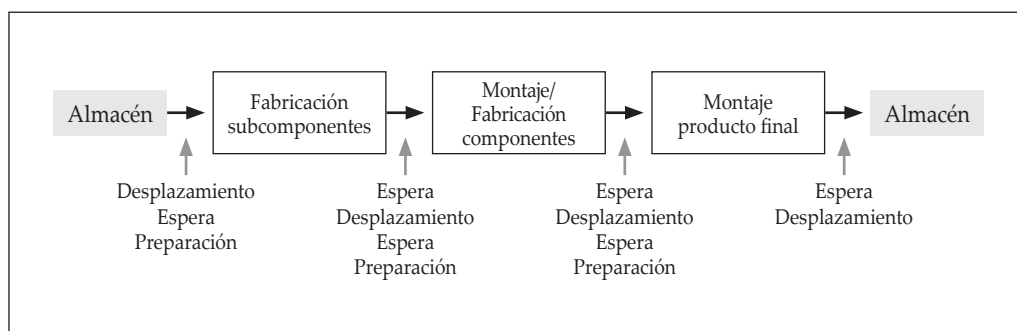 Almacén
Fabricación
subcomponentes
Montaje/
Fabricación
componentes
Montaje
producto final
Almacén
Desplazamiento
Espera
Preparación
Espera
Desplazamiento
Espera
Preparación
Espera
Desplazamiento
Espera
Preparación
Espera
Desplazamiento